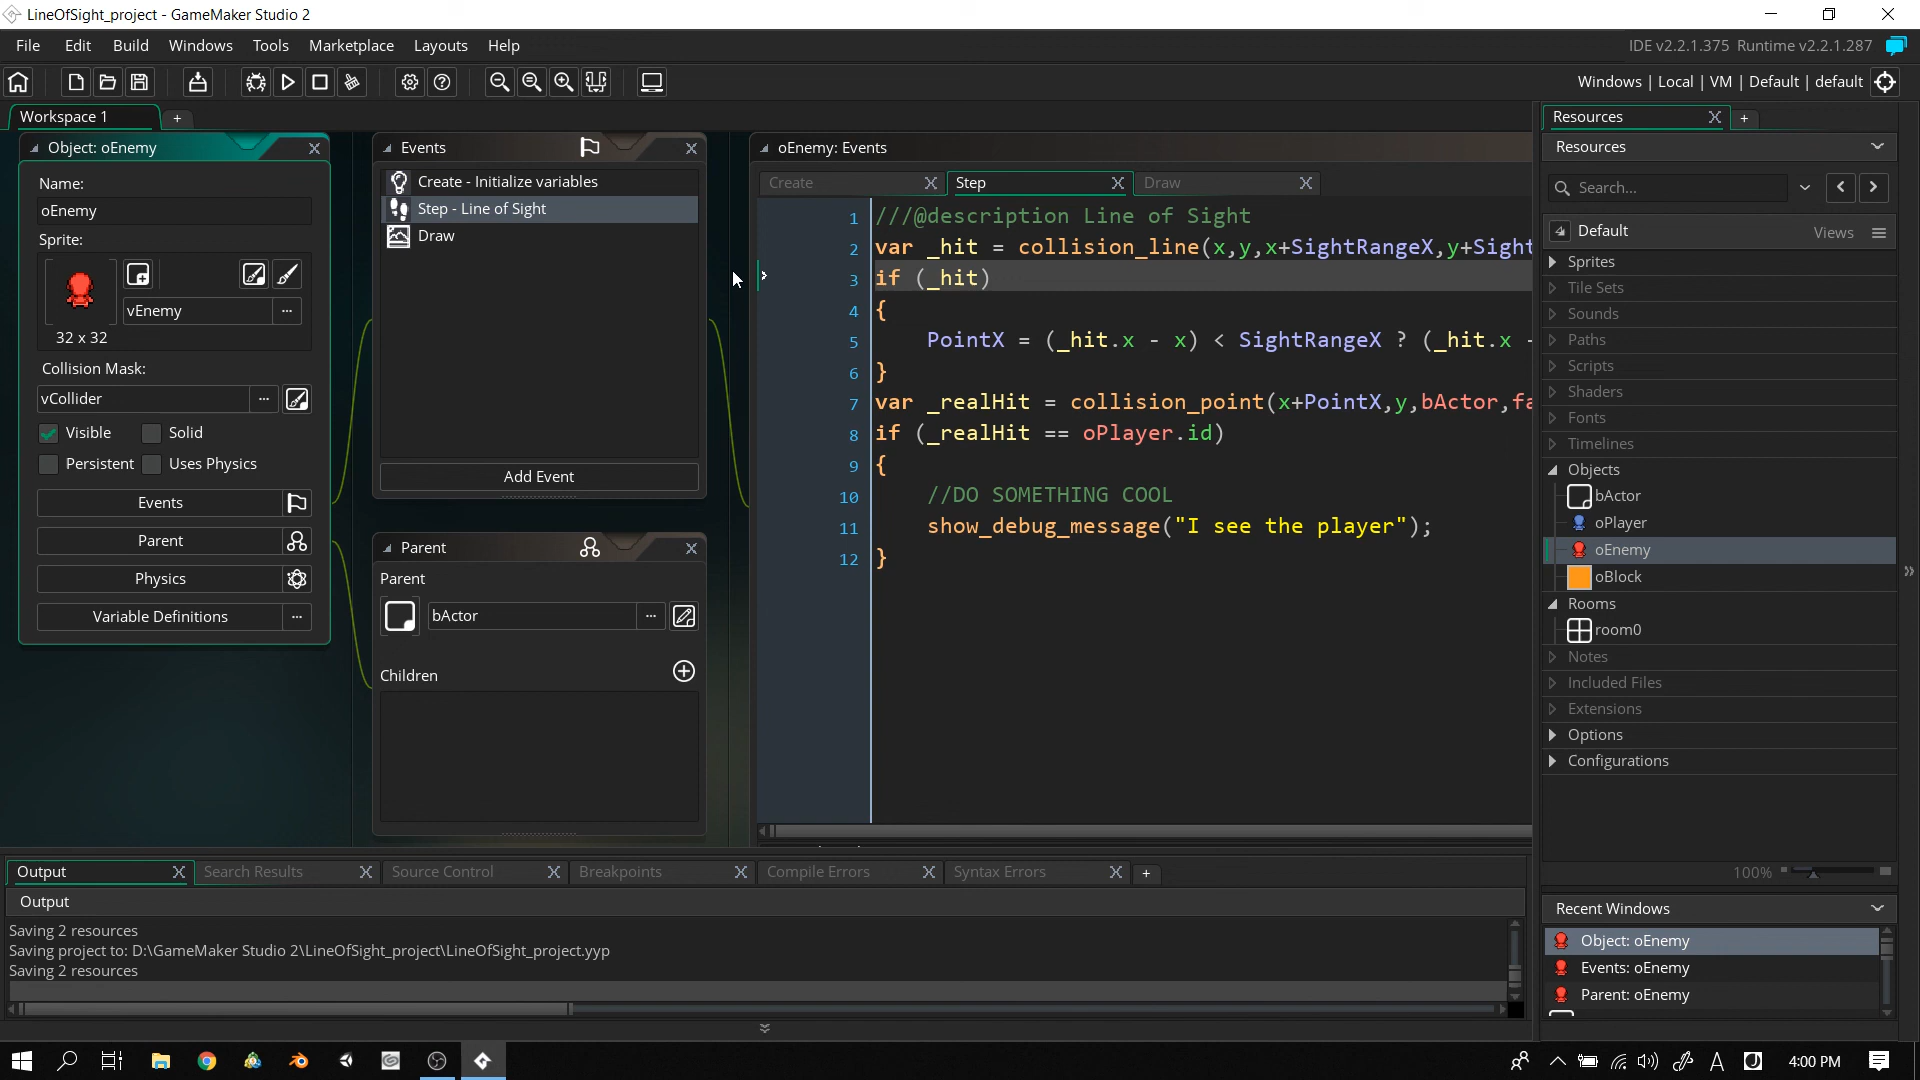 LineOfSight_project - GameMaker Studio 2
File Edit Build Windows Tools Marketplace Layouts Help
IDE v2.2.1.375 Runtime v2.2.1.287
Windows | Local | VM | Default | default
Workspace 1
+
Object: oEnemy
Name:
oEnemy
Sprite:
vEnemy
...
32 x 32
Collision Mask:
vCollider
...
Visible
Solid
Persistent
Uses Physics
Events
Parent
Physics
Variable Definitions
...
Events
Create - Initialize variables
Step - Line of Sight
Draw
Add Event
Parent
Parent
bActor
...
Children
oEnemy: Events
Create
Step
Draw
1 ///@description Line of Sight
2 var _hit = collision_line(x,y,x+SightRangeX,y+Sight
3 if (_hit)
4 {
5 PointX = (_hit.x - x) < SightRangeX ? (_hit.x -
6 }
7 var _realHit = collision_point(x+PointX,y,bActor,fa
8 if (_realHit == oPlayer.id)
9 {
10 //DO SOMETHING COOL
11 show_debug_message("I see the player");
12 }
Resources
+
Resources
Search...
Default
Views
Sprites
Tile Sets
Sounds
Paths
Scripts
Shaders
Fonts
Timelines
Objects
bActor
oPlayer
oEnemy
oBlock
Rooms
room0
Notes
Included Files
Extensions
Options
Configurations
100%
Recent Windows
Object: oEnemy
Events: oEnemy
Parent: oEnemy
Output
Search Results
Source Control
Breakpoints
Compile Errors
Syntax Errors
+
Output
Saving 2 resources
Saving project to: D:\GameMaker Studio 2\LineOfSight_project\LineOfSight_project.yyp
Saving 2 resources
4:00 PM